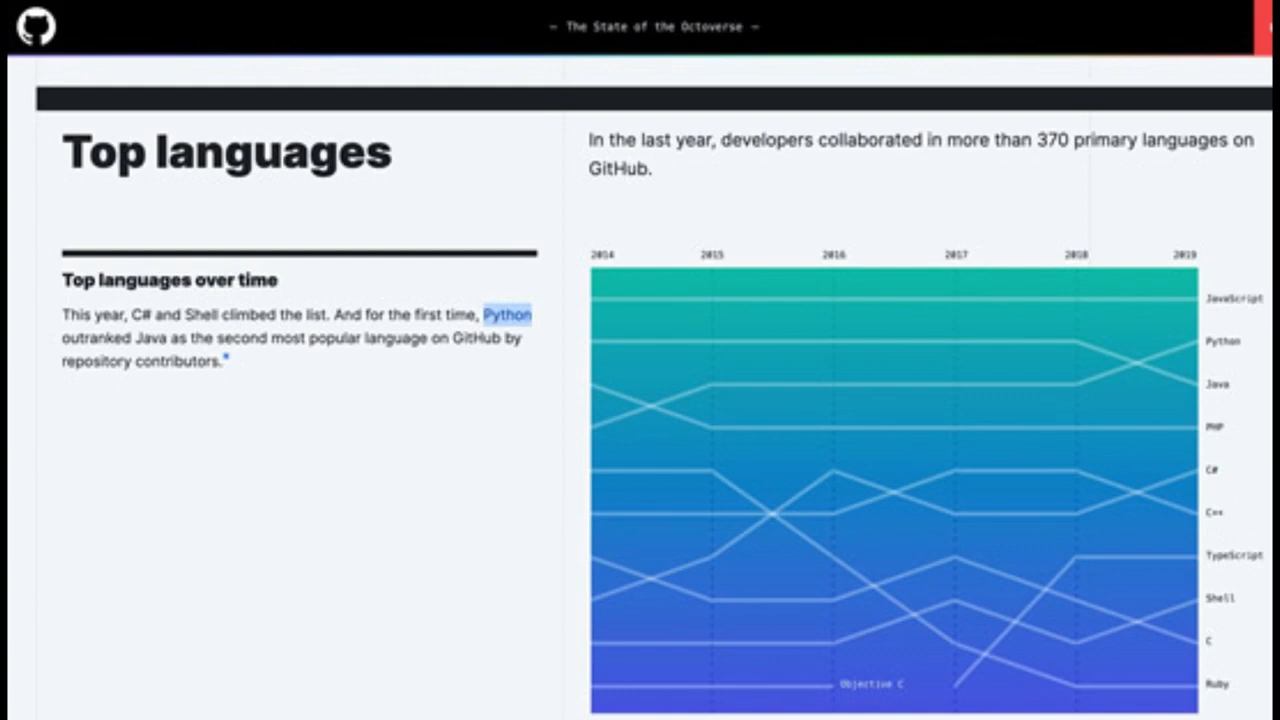 — The State of the Octoverse —
Top languages
In the last year, developers collaborated in more than 370 primary languages on
GitHub.
Top languages over time
This year, C# and Shell climbed the list. And for the first time, Python
outranked Java as the second most popular language on GitHub by
repository contributors.*
2014 2015 2016 2017 2018 2019
JavaScript
Python
Java
PHP
C#
C++
TypeScript
Shell
C
Objective C
Ruby